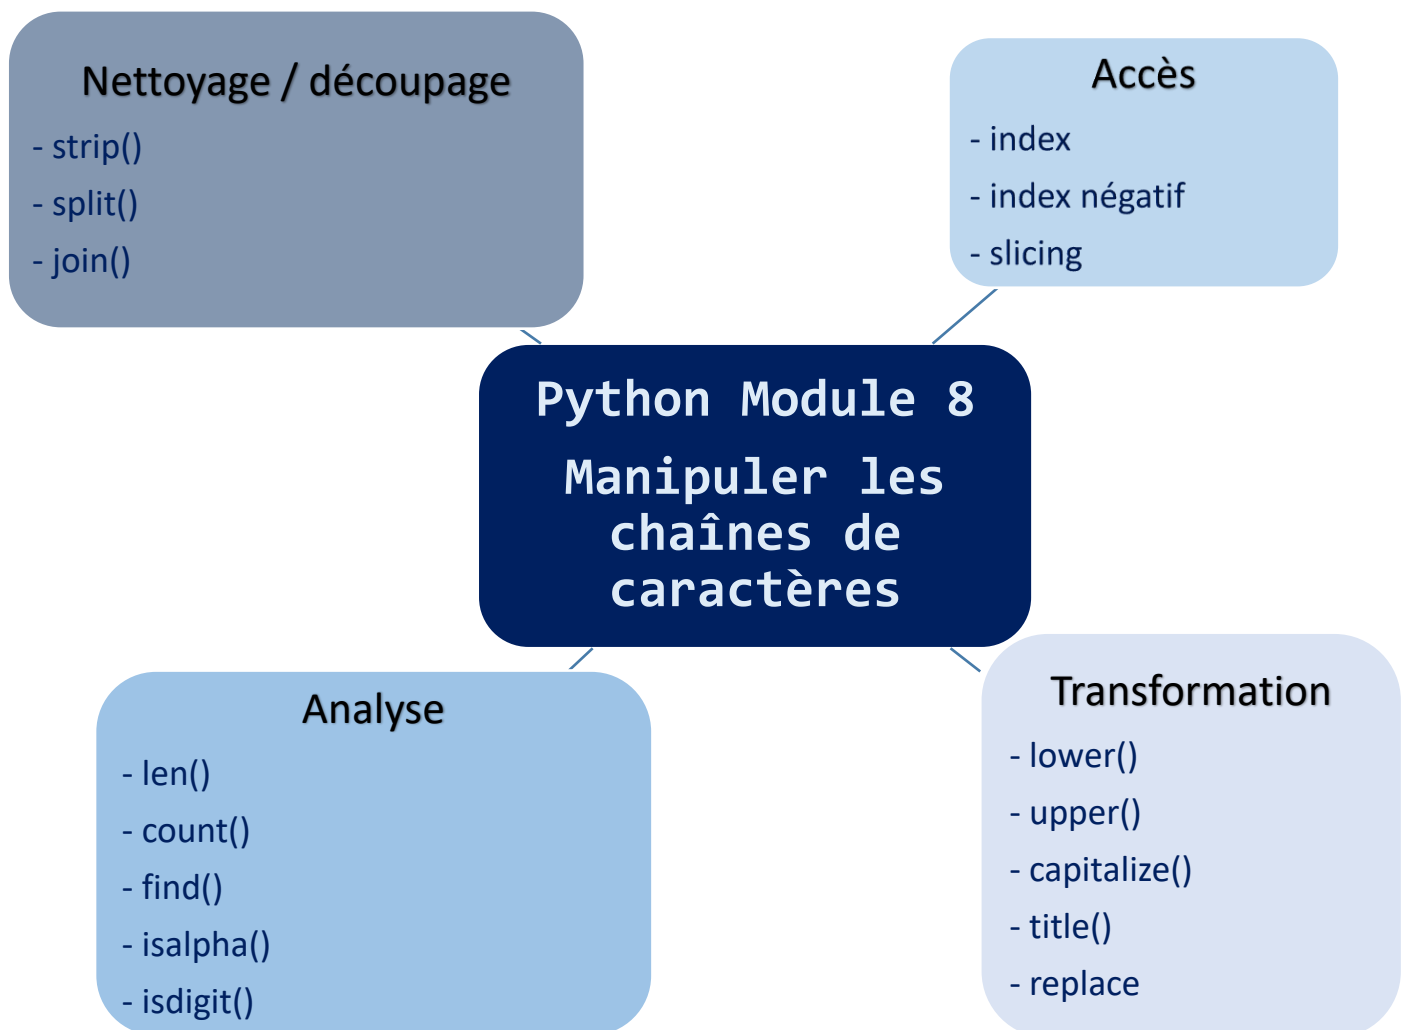 Nettoyage / découpage
- strip()
- split()
- join()
Accès
- index
- index négatif
- slicing
Python Module 8
Manipuler les
chaînes de
caractères
Analyse
- len()
- count()
- find()
- isalpha()
- isdigit()
Transformation
- lower()
- upper()
- capitalize()
- title()
- replace